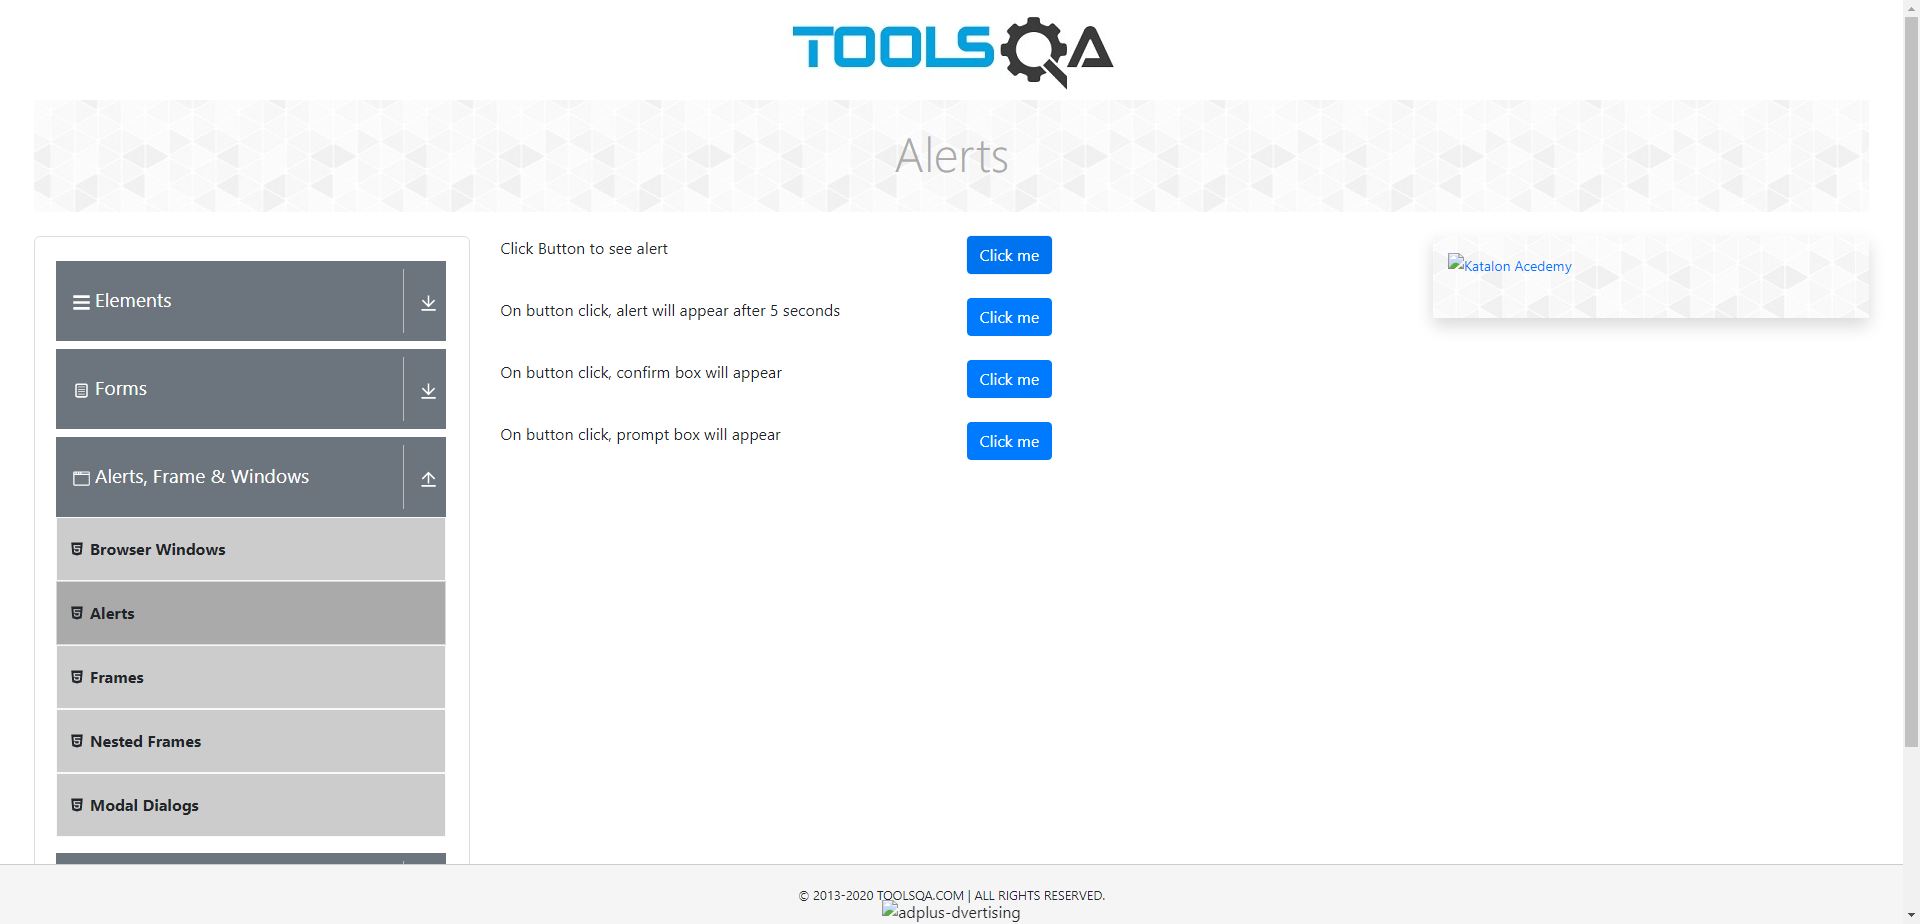 TOOLSQA
Alerts
Elements
Forms
Alerts, Frame & Windows
Browser Windows
Alerts
Frames
Nested Frames
Modal Dialogs
Click Button to see alert
Click me
On button click, alert will appear after 5 seconds
Click me
On button click, confirm box will appear
Click me
On button click, prompt box will appear
Click me
Katalon Acedemy
© 2013-2020 TOOLSQA.COM | ALL RIGHTS RESERVED.
adplus-dvertising